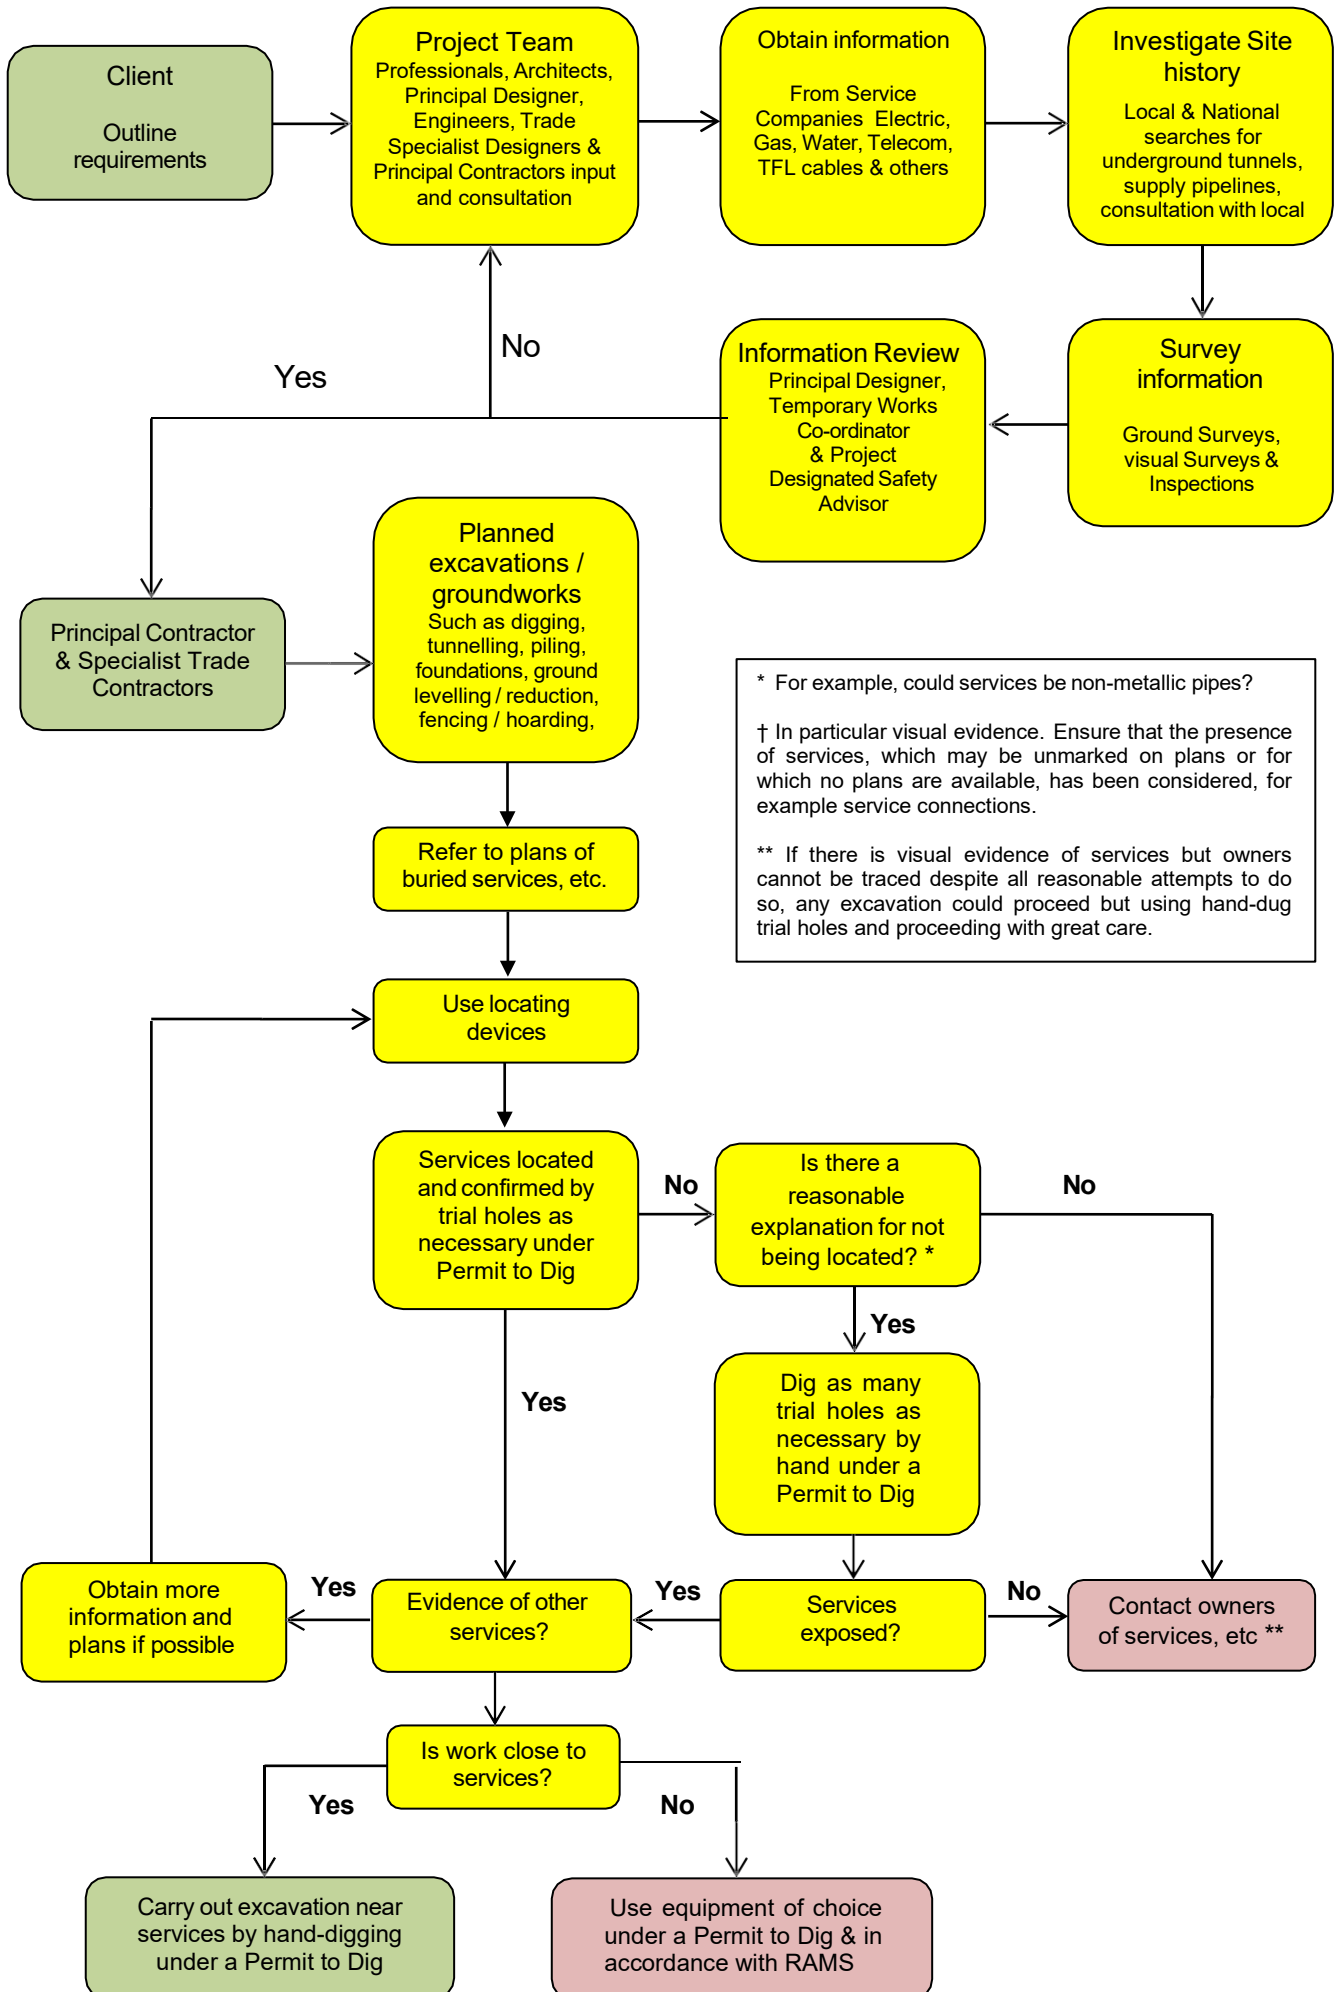 Client
Outline
requirements
Project Team
Professionals, Architects,
Principal Designer,
Engineers, Trade
Specialist Designers &
Principal Contractors input
and consultation
Obtain information
From Service
Companies Electric,
Gas, Water, Telecom,
TFL cables & others
Investigate Site
history
Local & National
searches for
underground tunnels,
supply pipelines,
consultation with local
Survey
information
Ground Surveys,
visual Surveys &
Inspections
Information Review
Principal Designer,
Temporary Works
Co-ordinator
& Project
Designated Safety
Advisor
No
Yes
Principal Contractor
& Specialist Trade
Contractors
Planned
excavations /
groundworks
Such as digging,
tunnelling, piling,
foundations, ground
levelling / reduction,
fencing / hoarding,
* For example, could services be non-metallic pipes?
† In particular visual evidence. Ensure that the presence
of services, which may be unmarked on plans or for
which no plans are available, has been considered, for
example service connections.
** If there is visual evidence of services but owners
cannot be traced despite all reasonable attempts to do
so, any excavation could proceed but using hand-dug
trial holes and proceeding with great care.
Refer to plans of
buried services, etc.
Use locating
devices
Services located
and confirmed by
trial holes as
necessary under
Permit to Dig
No
Is there a
reasonable
explanation for not
being located? *
No
Yes
Dig as many
trial holes as
necessary by
hand under a
Permit to Dig
Yes
Obtain more
information and
plans if possible
Yes
Evidence of other
services?
Yes
Services
exposed?
No
Contact owners
of services, etc **
Is work close to
services?
Yes
No
Carry out excavation near
services by hand-digging
under a Permit to Dig
Use equipment of choice
under a Permit to Dig & in
accordance with RAMS